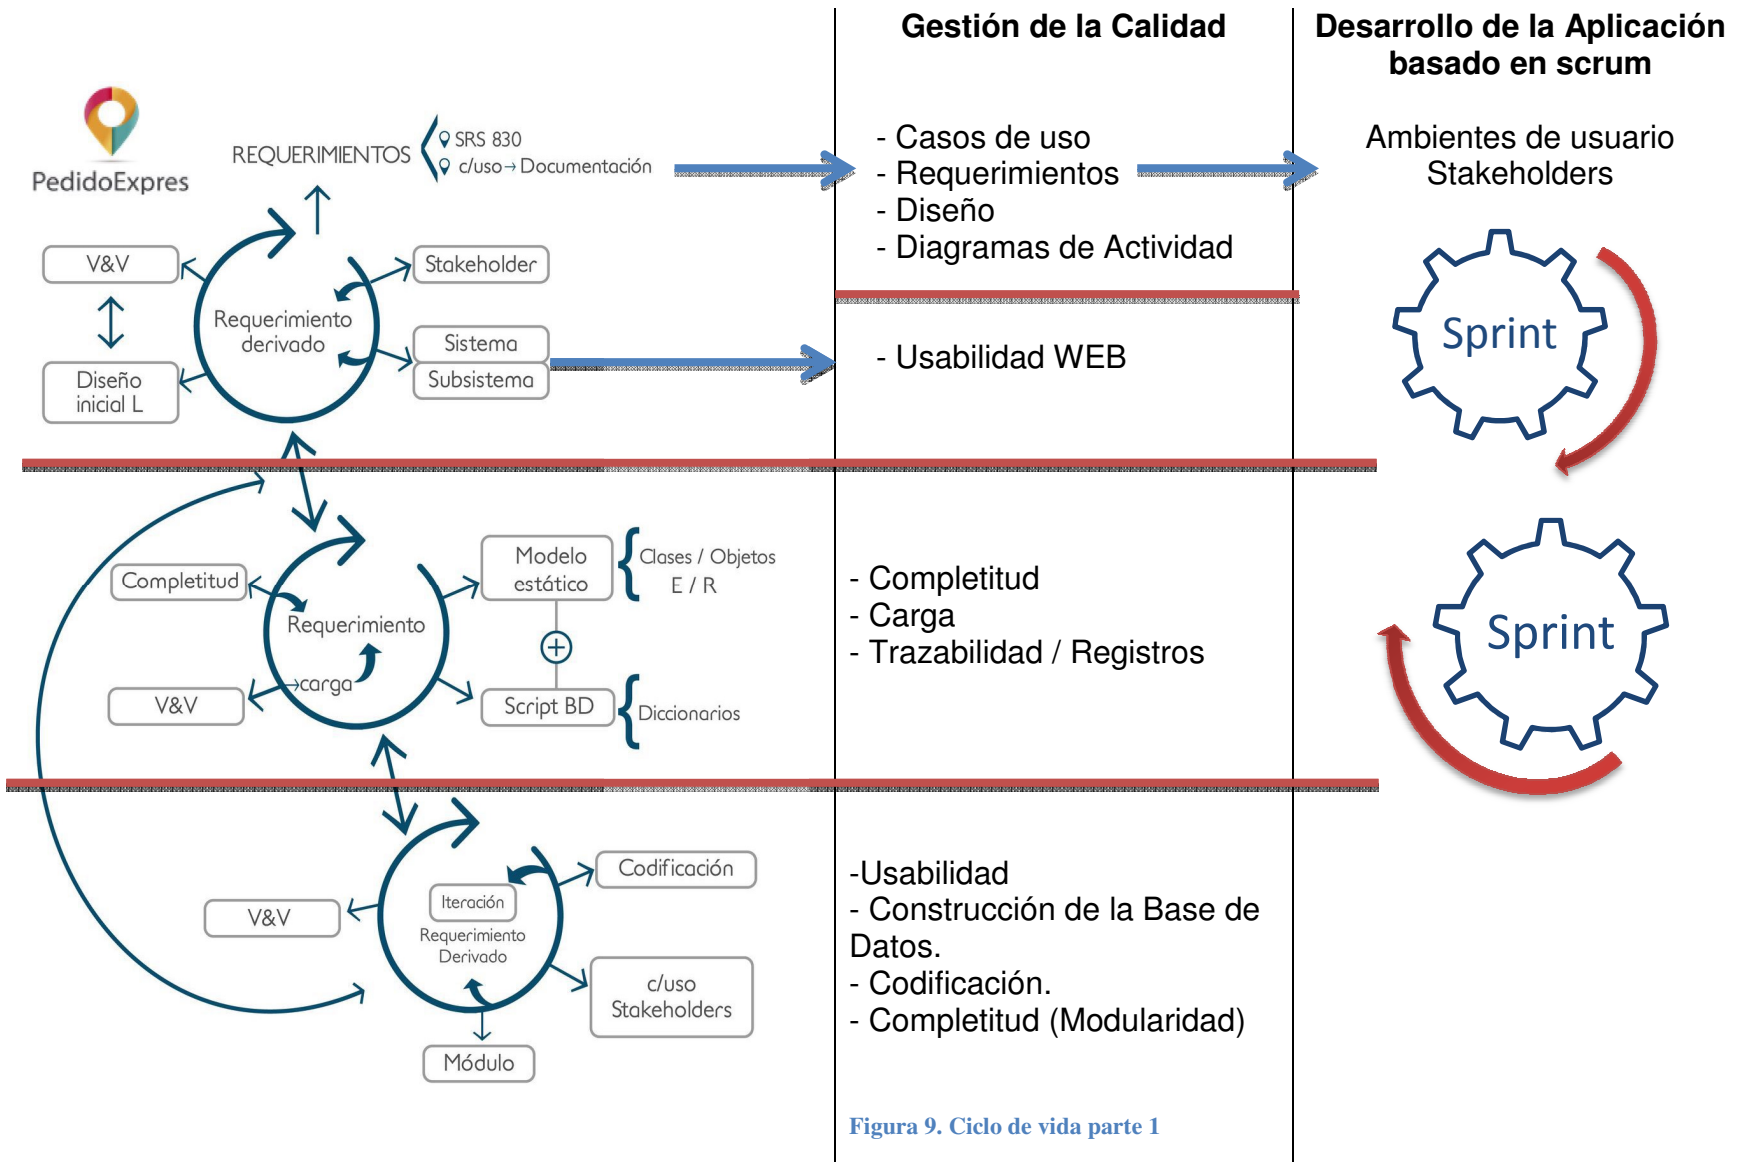 Gestión de la Calidad
Desarrollo de la Aplicación
basado en scrum
PedidoExpres
REQUERIMIENTOS
SRS 830
c/uso→Documentación
- Casos de uso
- Requerimientos
- Diseño
- Diagramas de Actividad
Ambientes de usuario
Stakeholders
V&V
Stakeholder
Requerimiento
derivado
Sistema
Subsistema
Diseño
inicial L
- Usabilidad WEB
Sprint
Completitud
Modelo
estático
Clases / Objetos
E / R
Requerimiento
→carga
V&V
Script BD
Diccionarios
- Completitud
- Carga
- Trazabilidad / Registros
Sprint
Codificación
Iteración
Requerimiento
Derivado
V&V
c/uso
Stakeholders
Módulo
-Usabilidad
- Construcción de la Base de
Datos.
- Codificación.
- Completitud (Modularidad)
Figura 9. Ciclo de vida parte 1